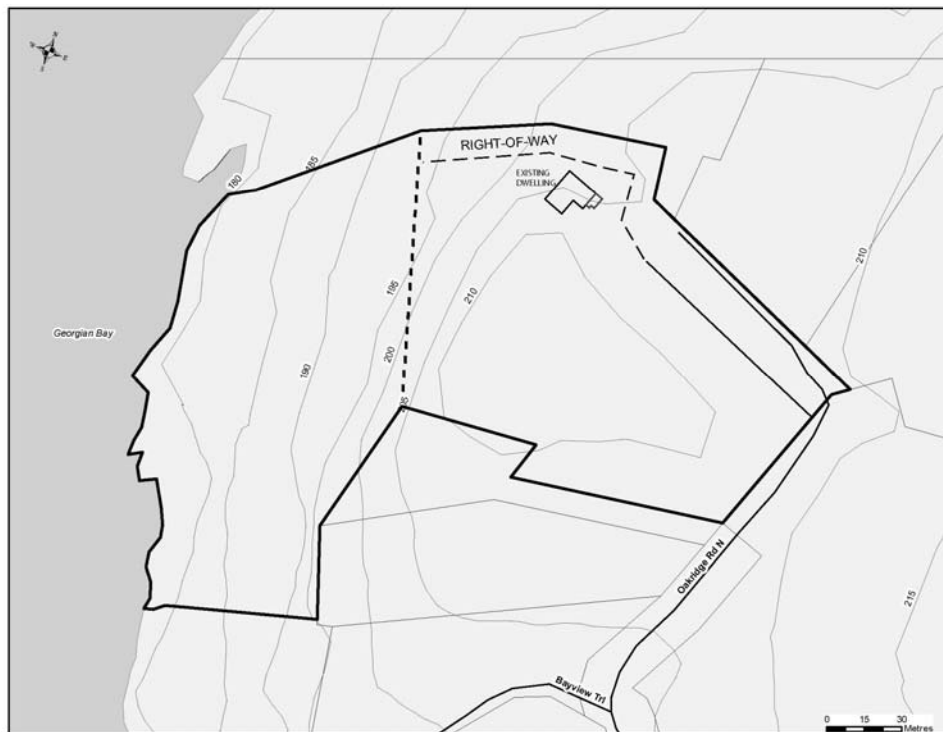 N
W
E
S
RIGHT-OF-WAY
EXISTING
DWELLING
180
185
195
210
Georgian Bay
190
200
210
215
Oakridge Rd N
Bayview Trl
0 15 30
Metres